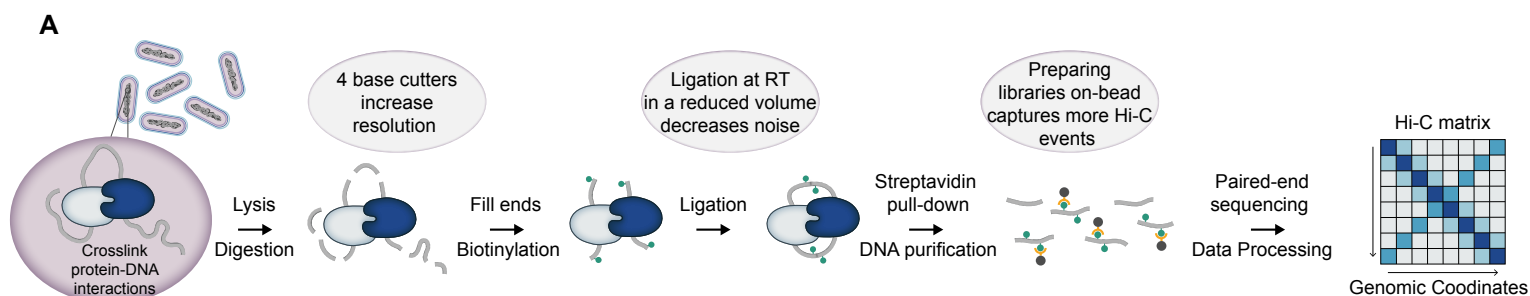 A
4 base cutters
increase
resolution
Ligation at RT
in a reduced volume
decreases noise
Preparing
libraries on-bead
captures more Hi-C
events
Hi-C matrix
Crosslink
protein-DNA
interactions
Lysis
Digestion
Fill ends
Biotinylation
Ligation
Streptavidin
pull-down
DNA purification
Paired-end
sequencing
Data Processing
Genomic Coodinates